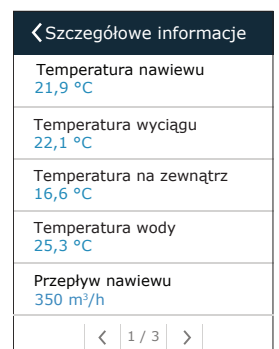 Szczegółowe informacje
Temperatura nawiewu
21,9 °C
Temperatura wyciągu
22,1 °C
Temperatura na zewnątrz
16,6 °C
Temperatura wody
25,3 °C
Przepływ nawiewu
350 m³/h
1 / 3